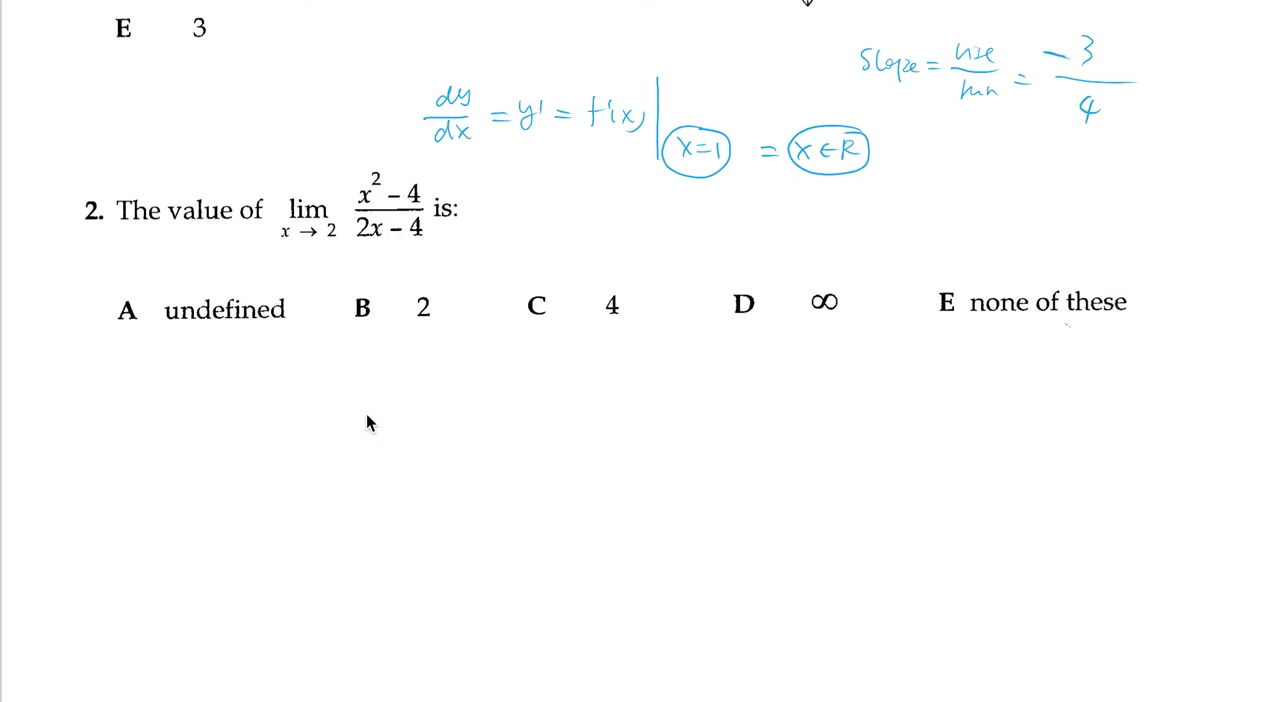 E 3
Slope = rise/run = -3/4
dy/dx = y' = f'(x) | x=1 = x ∈ R
2. The value of lim x → 2 x² - 4 / 2x - 4 is:
A undefined B 2 C 4 D ∞ E none of these